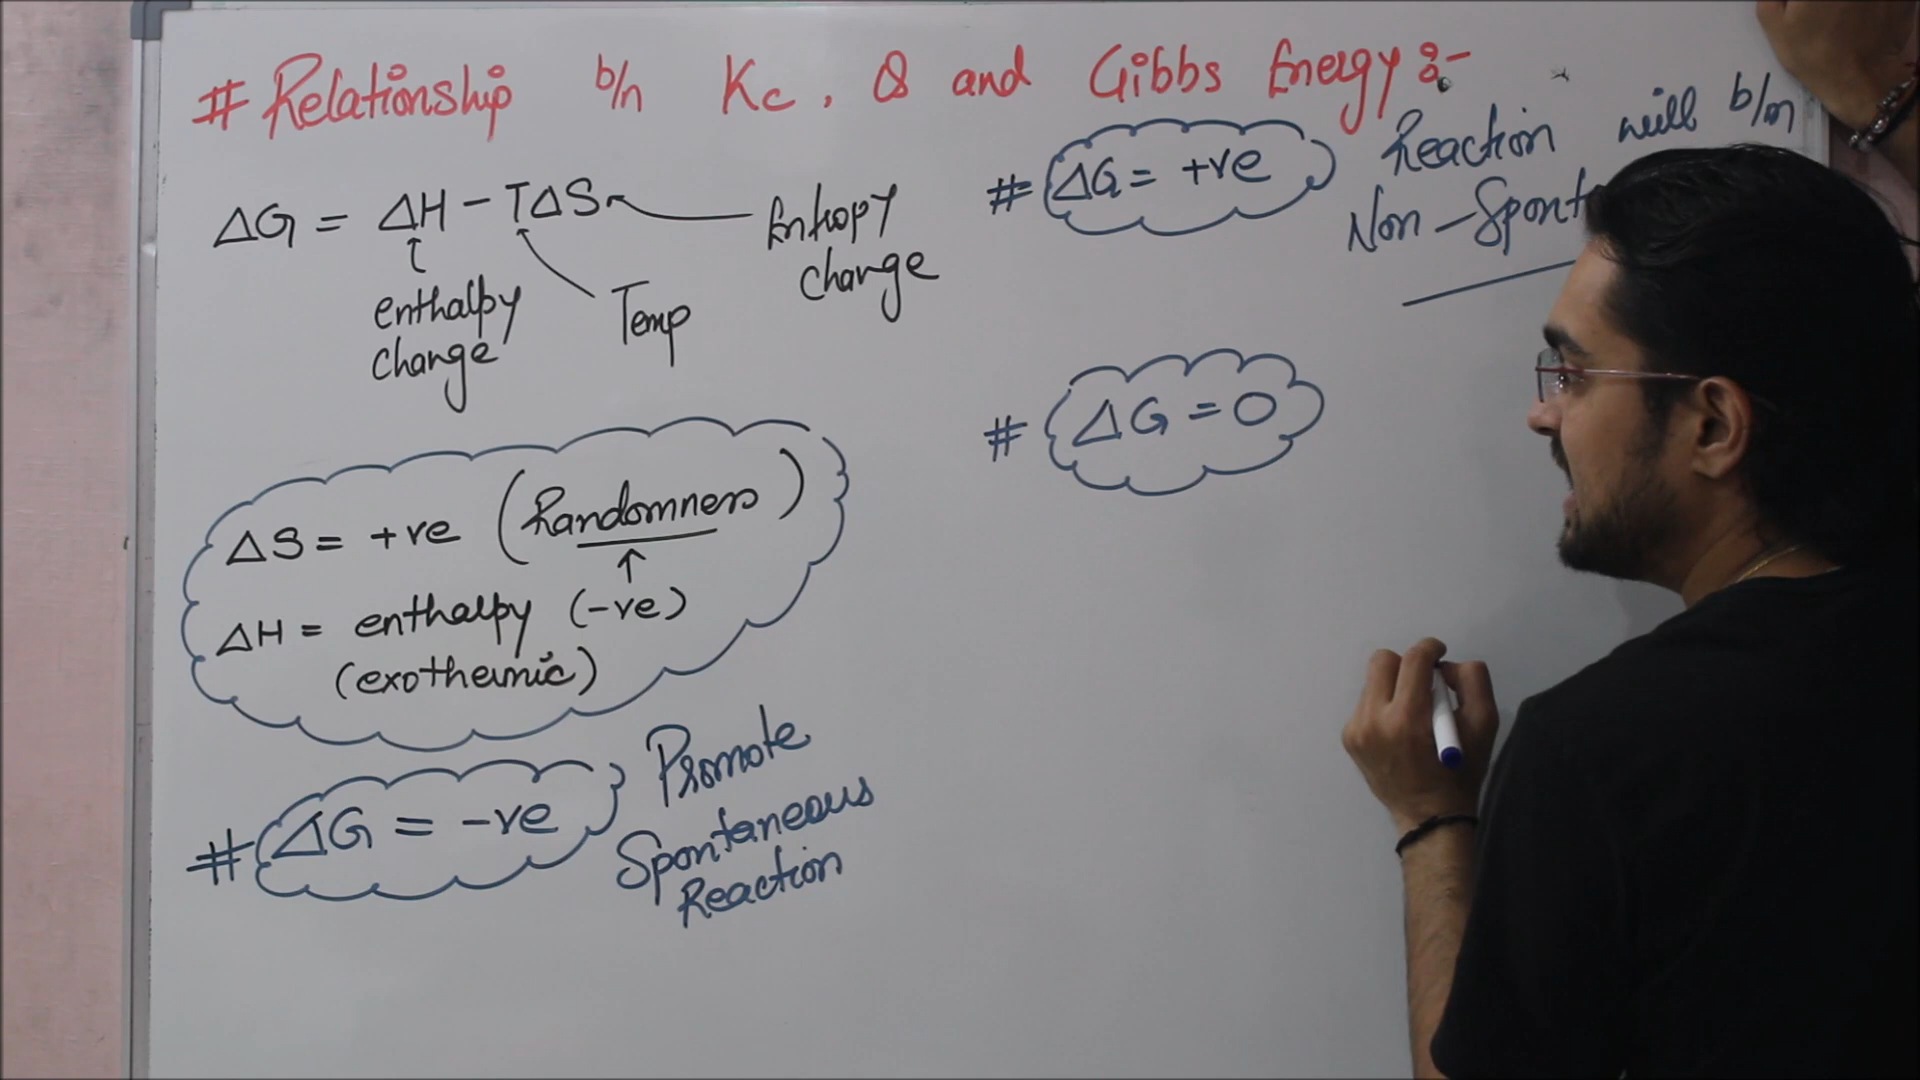 # Relationship b/n Kc, Q and Gibbs Energy :-
ΔG = ΔH - TΔS
enthalpy
change
Temp
Entropy
change
ΔS = +ve (Randomness)
↑
ΔH = enthalpy (-ve)
(exothermic)
# ΔG = -ve
Promote
Spontaneous
Reaction
# ΔG = +ve
Reaction will b/n
Non-Spont
# ΔG = 0